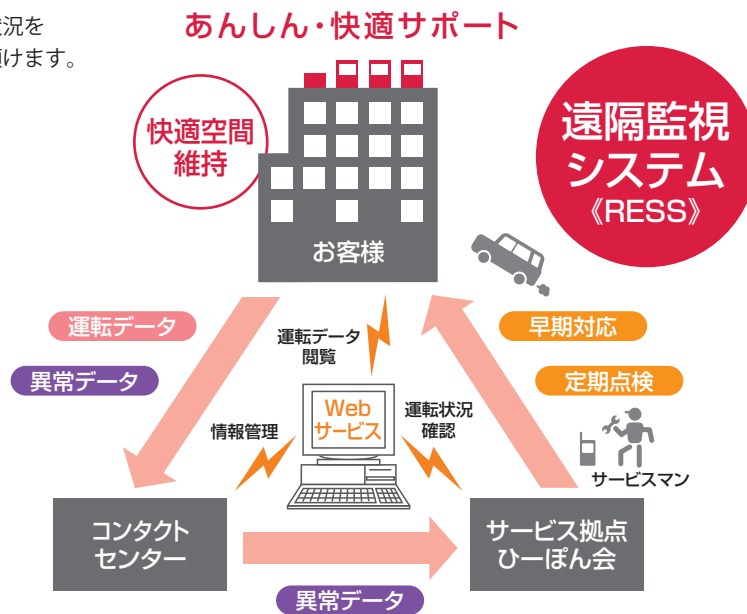 状況を
頂けます。
あんしん・快適サポート
快適空間
維持
遠隔監視
システム
《RESS》
お客様
運転データ
異常データ
運転データ
閲覧
早期対応
定期点検
Web
サービス
情報管理
運転状況
確認
サービスマン
コンタクト
センター
サービス拠点
ひーぽん会
異常データ